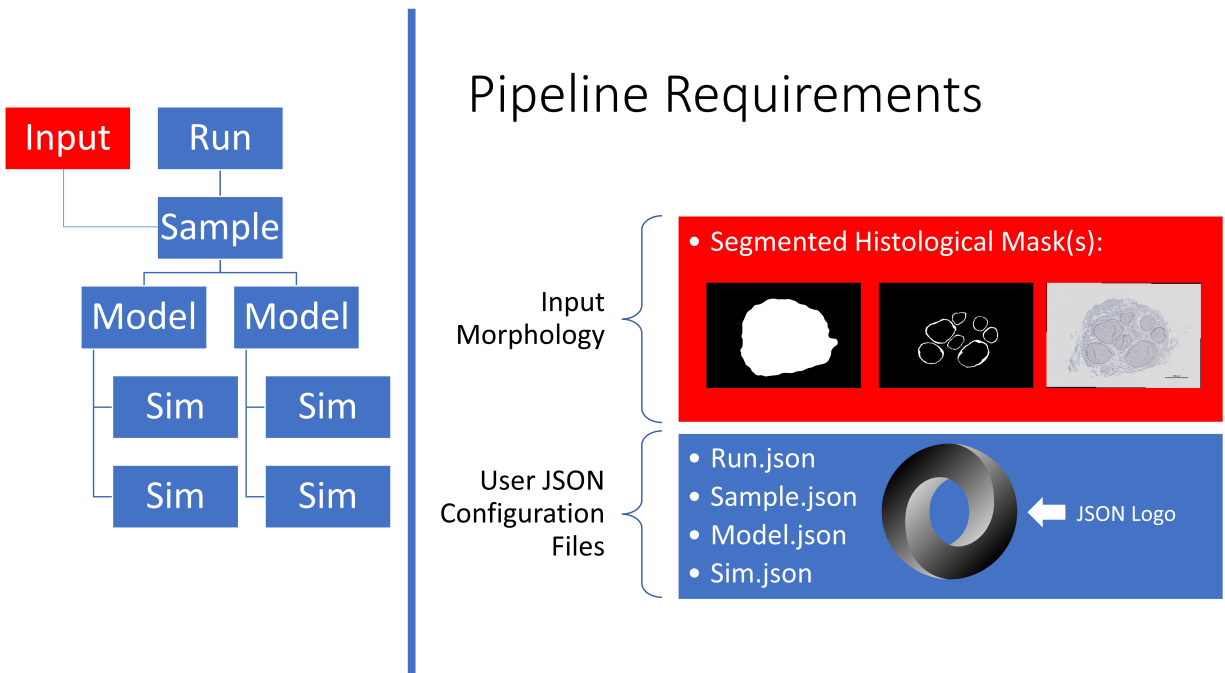 Pipeline Requirements
Input
Run
Sample
Model
Model
Sim
Sim
Sim
Sim
Input
Morphology
• Segmented Histological Mask(s):
User JSON
Configuration
Files
• Run.json
• Sample.json
• Model.json
• Sim.json
JSON Logo